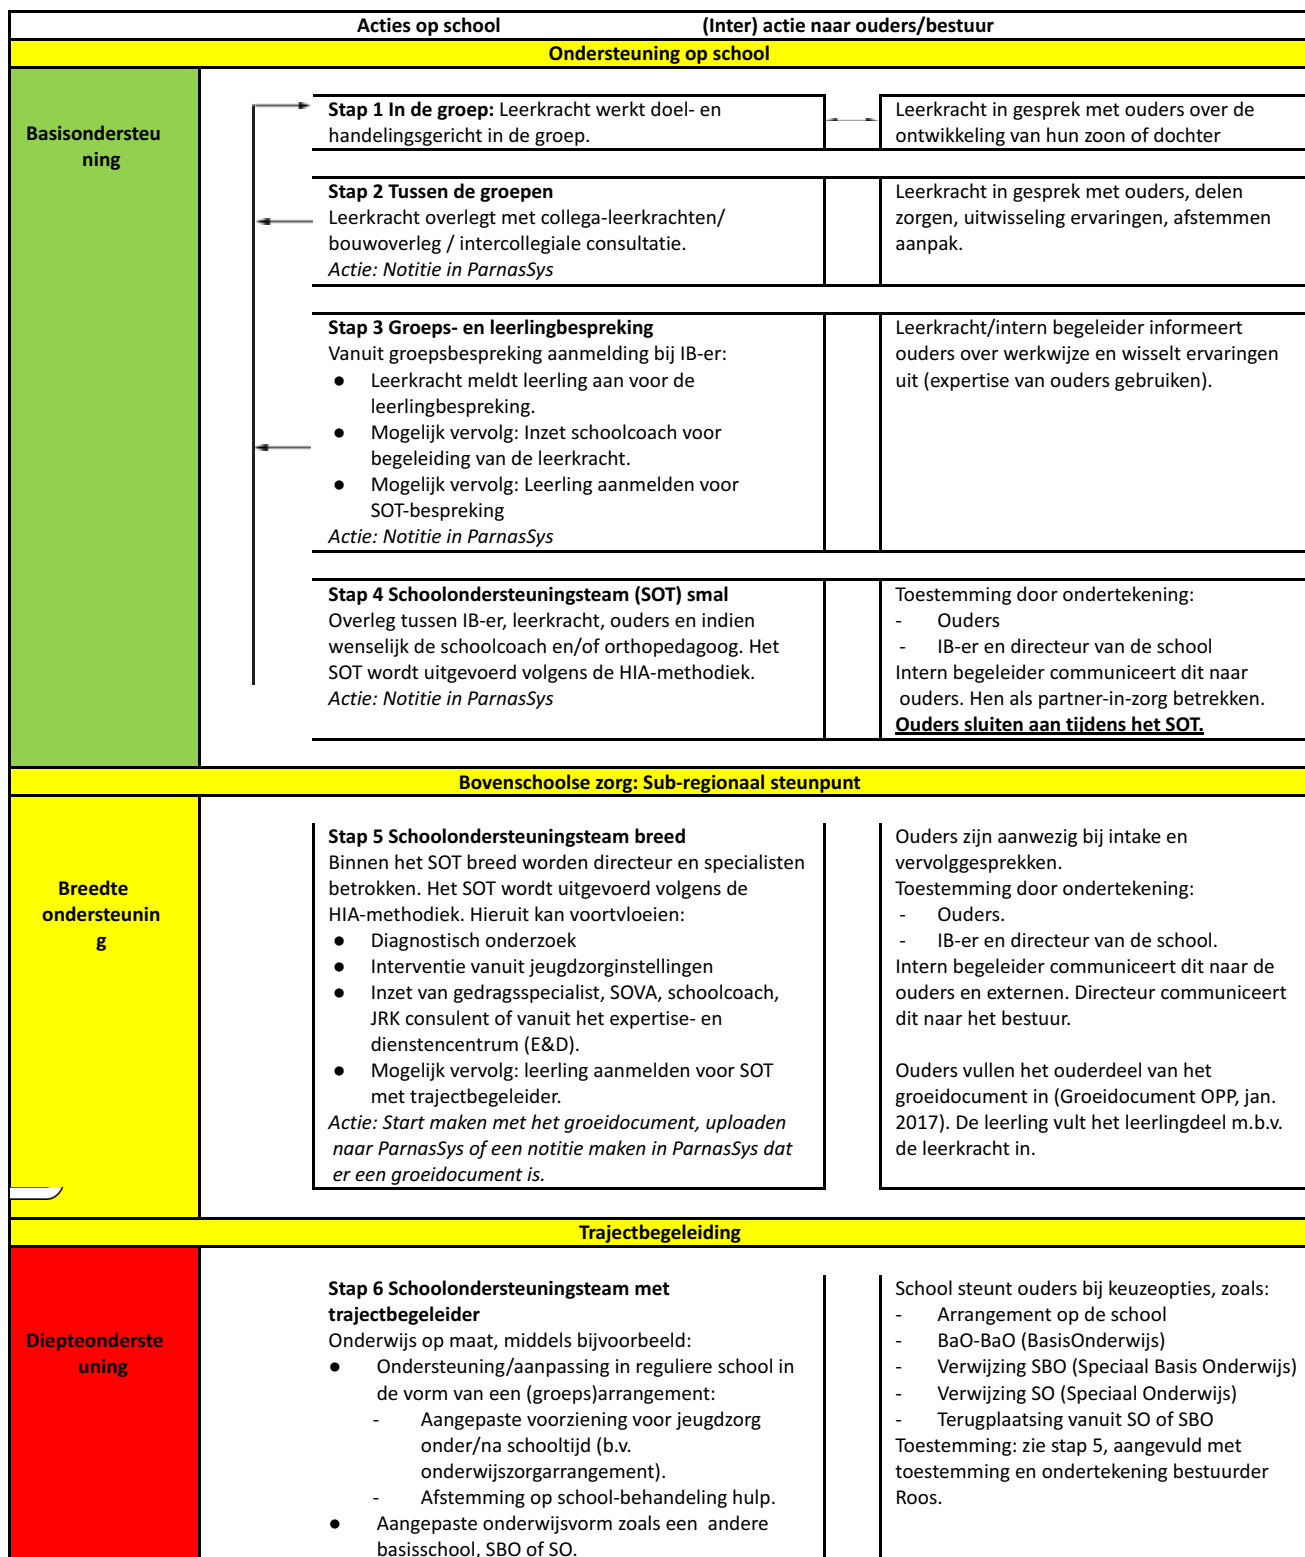 Acties op school (Inter) actie naar ouders/bestuur
Ondersteuning op school
Basisondersteu
ning
Stap 1 In de groep: Leerkracht werkt doel- en
handelingsgericht in de groep.
Leerkracht in gesprek met ouders over de
ontwikkeling van hun zoon of dochter
Stap 2 Tussen de groepen
Leerkracht overlegt met collega-leerkrachten/
bouwoverleg / intercollegiale consultatie.
Actie: Notitie in ParnasSys
Leerkracht in gesprek met ouders, delen
zorgen, uitwisseling ervaringen, afstemmen
aanpak.
Stap 3 Groeps- en leerlingbespreking
Vanuit groepsbespreking aanmelding bij IB-er:
● Leerkracht meldt leerling aan voor de
leerlingbespreking.
● Mogelijk vervolg: Inzet schoolcoach voor
begeleiding van de leerkracht.
● Mogelijk vervolg: Leerling aanmelden voor
SOT-bespreking
Actie: Notitie in ParnasSys
Leerkracht/intern begeleider informeert
ouders over werkwijze en wisselt ervaringen
uit (expertise van ouders gebruiken).
Stap 4 Schoolondersteuningsteam (SOT) smal
Overleg tussen IB-er, leerkracht, ouders en indien
wenselijk de schoolcoach en/of orthopedagoog. Het
SOT wordt uitgevoerd volgens de HIA-methodiek.
Actie: Notitie in ParnasSys
Toestemming door ondertekening:
- Ouders
- IB-er en directeur van de school
Intern begeleider communiceert dit naar
ouders. Hen als partner-in-zorg betrekken.
Ouders sluiten aan tijdens het SOT.
Bovenschoolse zorg: Sub-regionaal steunpunt
Breedte
ondersteunin
g
Stap 5 Schoolondersteuningsteam breed
Binnen het SOT breed worden directeur en specialisten
betrokken. Het SOT wordt uitgevoerd volgens de
HIA-methodiek. Hieruit kan voortvloeien:
● Diagnostisch onderzoek
● Interventie vanuit jeugdzorginstellingen
● Inzet van gedragsspecialist, SOVA, schoolcoach,
JRK consulent of vanuit het expertise- en
dienstencentrum (E&D).
● Mogelijk vervolg: leerling aanmelden voor SOT
met trajectbegeleider.
Actie: Start maken met het groeidocument, uploaden
naar ParnasSys of een notitie maken in ParnasSys dat
er een groeidocument is.
Ouders zijn aanwezig bij intake en
vervolggesprekken.
Toestemming door ondertekening:
- Ouders.
- IB-er en directeur van de school.
Intern begeleider communiceert dit naar de
ouders en externen. Directeur communiceert
dit naar het bestuur.
Ouders vullen het ouderdeel van het
groeidocument in (Groeidocument OPP, jan.
2017). De leerling vult het leerlingdeel m.b.v.
de leerkracht in.
Trajectbegeleiding
Diepteonderste
uning
Stap 6 Schoolondersteuningsteam met
trajectbegeleider
Onderwijs op maat, middels bijvoorbeeld:
● Ondersteuning/aanpassing in reguliere school in
de vorm van een (groeps)arrangement:
- Aangepaste voorziening voor jeugdzorg
onder/na schooltijd (b.v.
onderwijszorgarrangement).
- Afstemming op school-behandeling hulp.
● Aangepaste onderwijsvorm zoals een andere
basisschool, SBO of SO.
School steunt ouders bij keuzeopties, zoals:
- Arrangement op de school
- BaO-BaO (BasisOnderwijs)
- Verwijzing SBO (Speciaal Basis Onderwijs)
- Verwijzing SO (Speciaal Onderwijs)
- Terugplaatsing vanuit SO of SBO
Toestemming: zie stap 5, aangevuld met
toestemming en ondertekening bestuurder
Roos.